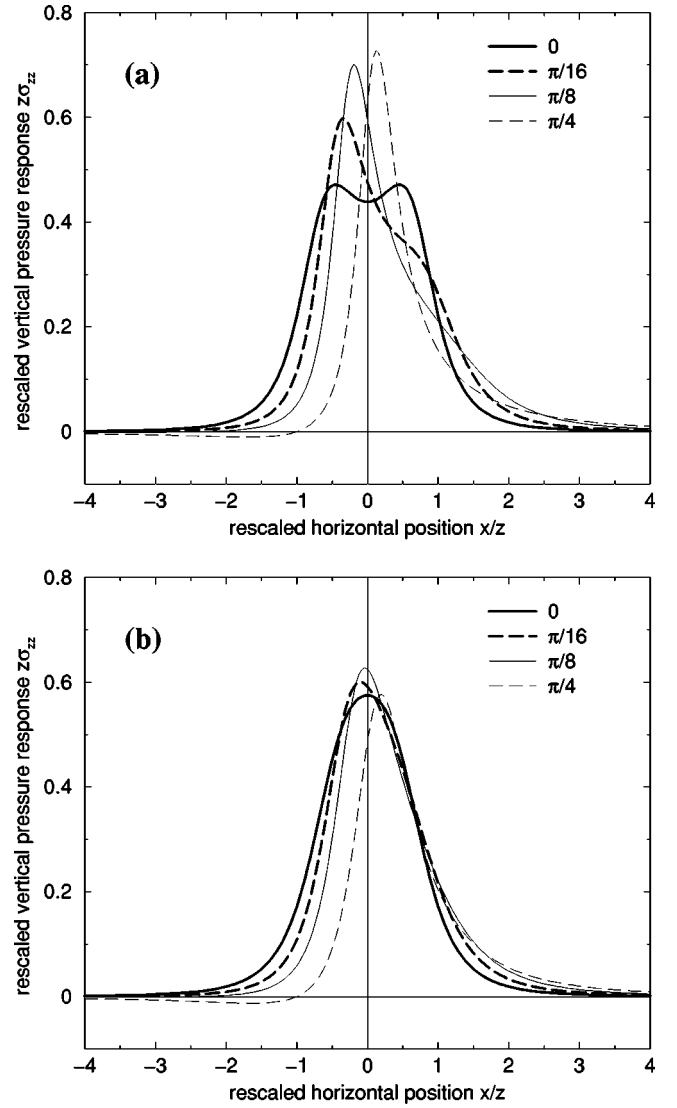 0.8
(a)
0
π/16
π/8
π/4
0.6
0.4
0.2
0
rescaled vertical pressure response zσzz
−4 −3 −2 −1 0 1 2 3 4
rescaled horizontal position x/z
0.8
(b)
0
π/16
π/8
π/4
0.6
0.4
0.2
0
rescaled vertical pressure response zσzz
−4 −3 −2 −1 0 1 2 3 4
rescaled horizontal position x/z